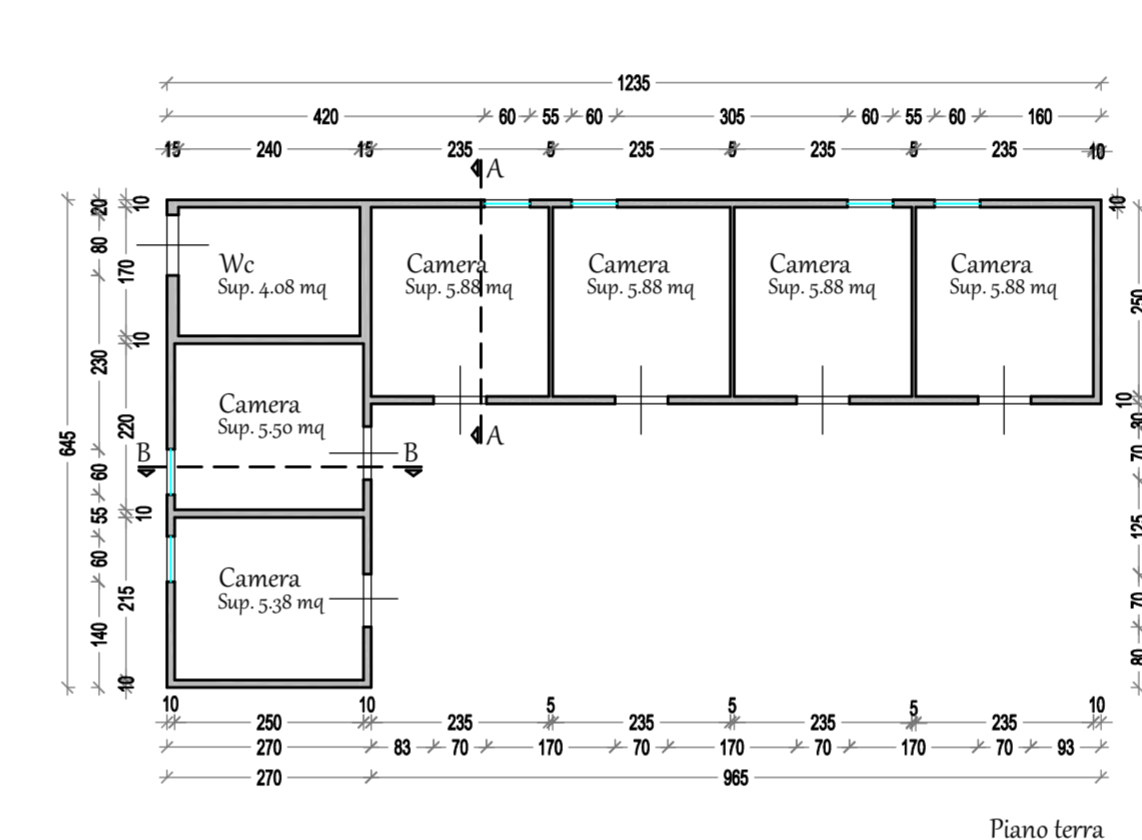 1235
420 60 55 60 305 60 55 60 160
15 240 15 235 5 235 5 235 5 235 10
A
20 10 10
Wc
Sup. 4.08 mq
Camera
Sup. 5.88 mq
Camera
Sup. 5.88 mq
Camera
Sup. 5.88 mq
Camera
Sup. 5.88 mq
80 170
250
10
230
Camera
Sup. 5.50 mq
220
10
30
A
645
B B
60
70
55 10
125
60
Camera
Sup. 5.38 mq
215
70
140
80
10
10 10 5 5 5 10
250 235 235 235 235
270 83 70 170 70 170 70 170 70 93
270 965
Piano terra